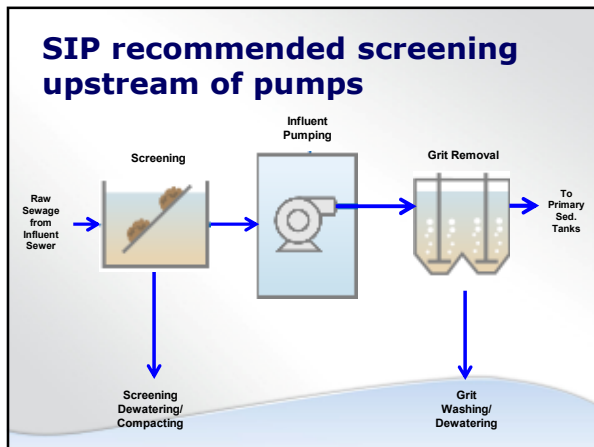 SIP recommended screening
upstream of pumps
Influent
Pumping
Screening
Grit Removal
Raw
Sewage
from
Influent
Sewer
To
Primary
Sed.
Tanks
Screening
Dewatering/
Compacting
Grit
Washing/
Dewatering